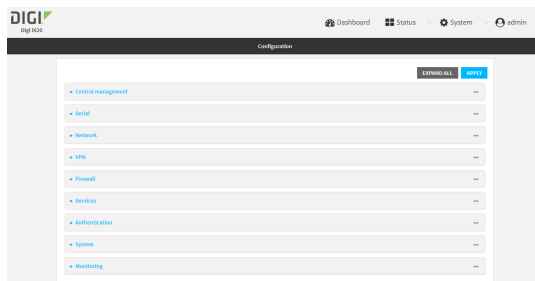 DIGI
Digi IX20
Dashboard Status System admin
Configuration
EXPAND ALL APPLY
Central management
Serial
Network
VPN
Firewall
Services
Authentication
System
Monitoring